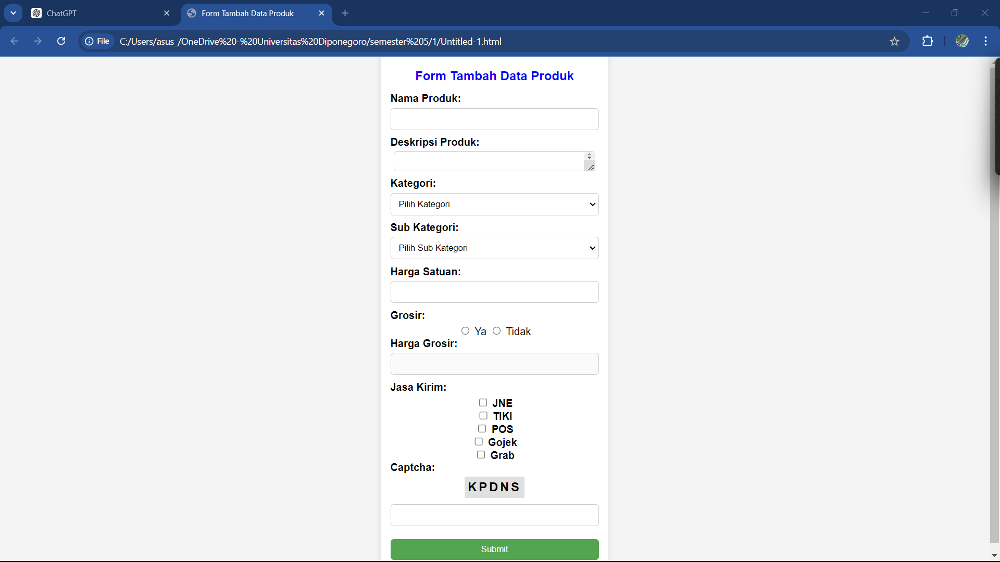 ChatGPT
Form Tambah Data Produk
File C:/Users/asus_/OneDrive%20-%20Universitas%20Diponegoro/semester%205/1/Untitled-1.html
Form Tambah Data Produk
Nama Produk:
Deskripsi Produk:
Kategori:
Pilih Kategori
Sub Kategori:
Pilih Sub Kategori
Harga Satuan:
Grosir:
Ya Tidak
Harga Grosir:
Jasa Kirim:
JNE
TIKI
POS
Gojek
Grab
Captcha:
KPDNS
Submit